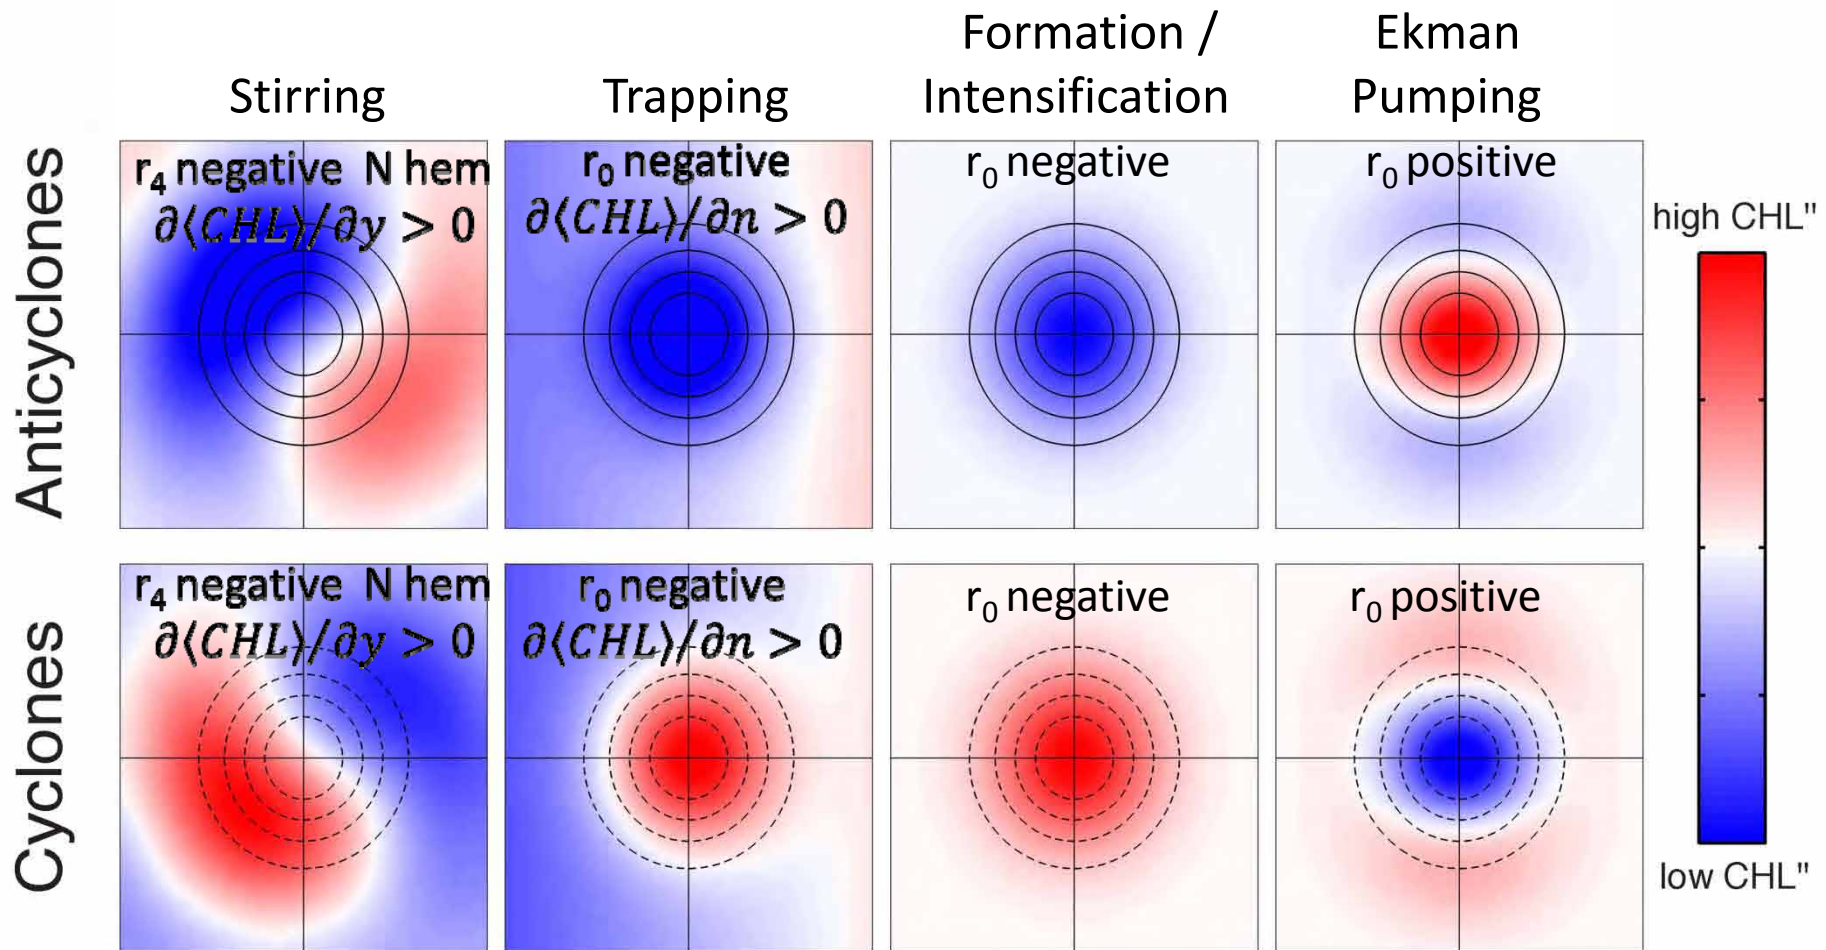 Formation /
Ekman
Stirring
Trapping
Intensification
Pumping
Anticyclones
r₄ negative N hem
∂⟨CHL⟩/∂y > 0
r₀ negative
∂⟨CHL⟩/∂n > 0
r₀ negative
r₀ positive
high CHL"
Cyclones
r₄ negative N hem
∂⟨CHL⟩/∂y > 0
r₀ negative
∂⟨CHL⟩/∂n > 0
r₀ negative
r₀ positive
low CHL"